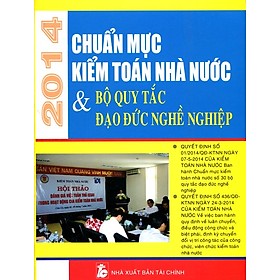 2014
CHUẨN MỰC
KIỂM TOÁN NHÀ NƯỚC
& BỘ QUY TẮC
ĐẠO ĐỨC NGHỀ NGHIỆP
KIỂM TOÁN NHÀ NƯỚC
HỘI THẢO
QUYẾT ĐỊNH SỐ
01/2014/QĐ-KTNN NGÀY
07-5-2014 CỦA KIỂM
TOÁN NHÀ NƯỚC Ban
hành Chuẩn mực kiểm
toán nhà nước số 30 bộ
quy tắc đạo đức nghề
nghiệp
QUYẾT ĐỊNH SỐ 436/QĐ-
KTNN NGÀY 24-3-2014
CỦA KIỂM TOÁN NHÀ
NƯỚC Về việc ban hành
quy định về luân chuyển,
điều động công chức và
biệt phái, định kỳ chuyển
đổi vị trí công tác của công
chức, viên chức kiểm toán
nhà nước
NHÀ XUẤT BẢN TÀI CHÍNH